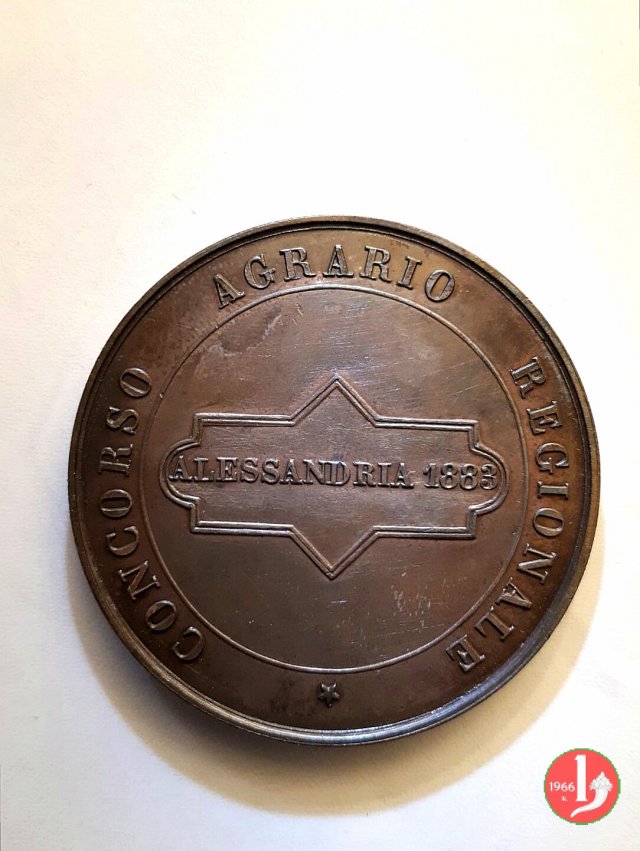 CONCORSO AGRARIO REGIONALE
ALESSANDRIA 1883
1966
K